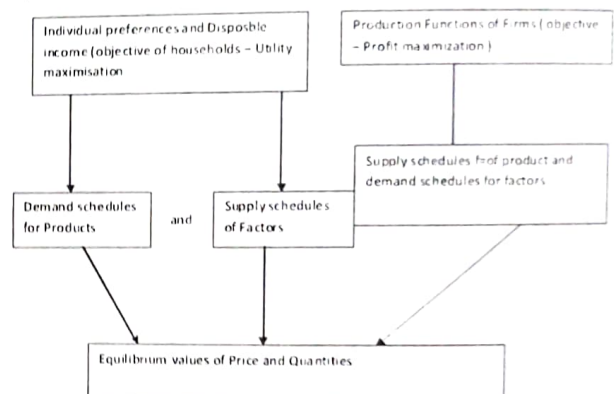 Individual preferences and Disposble
income (objective of households – Utility
maximisation
Production Functions of Firms ( objective
– Profit maximization )
Supply schedules f=of product and
demand schedules for factors
Demand schedules
for Products
and
Supply schedules
of Factors
Equilibrium values of Price and Quantities